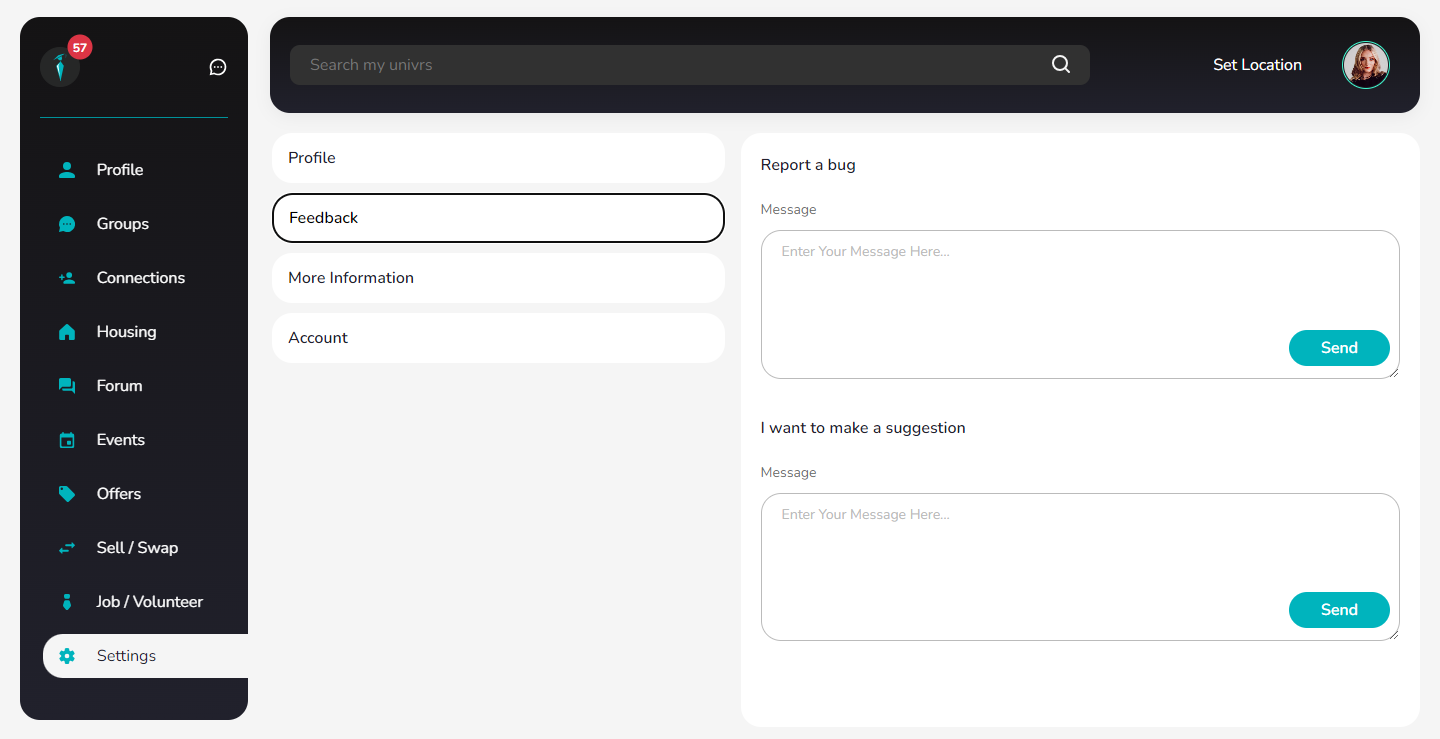 57
Search my univrs
Set Location
Profile
Groups
Connections
Housing
Forum
Events
Offers
Sell / Swap
Job / Volunteer
Settings
Profile
Feedback
More Information
Account
Report a bug
Message
Enter Your Message Here...
Send
I want to make a suggestion
Message
Enter Your Message Here...
Send